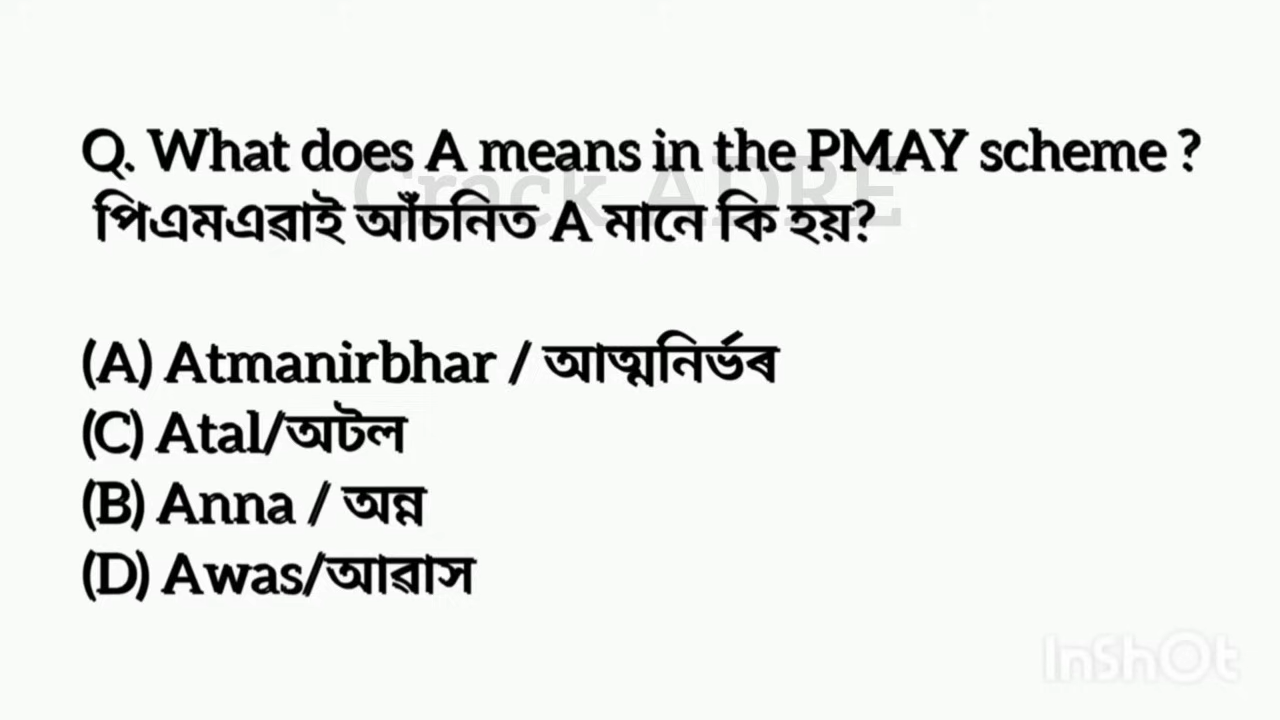 Q. What does A means in the PMAY scheme ?
পিএমএৱাই আঁচনিত A মানে কি হয়?
(A) Atmanirbhar / আত্মনিৰ্ভৰ
(C) Atal/অটল
(B) Anna / অন্ন
(D) Awas/আৱাস
Crack ADRE
InShOt